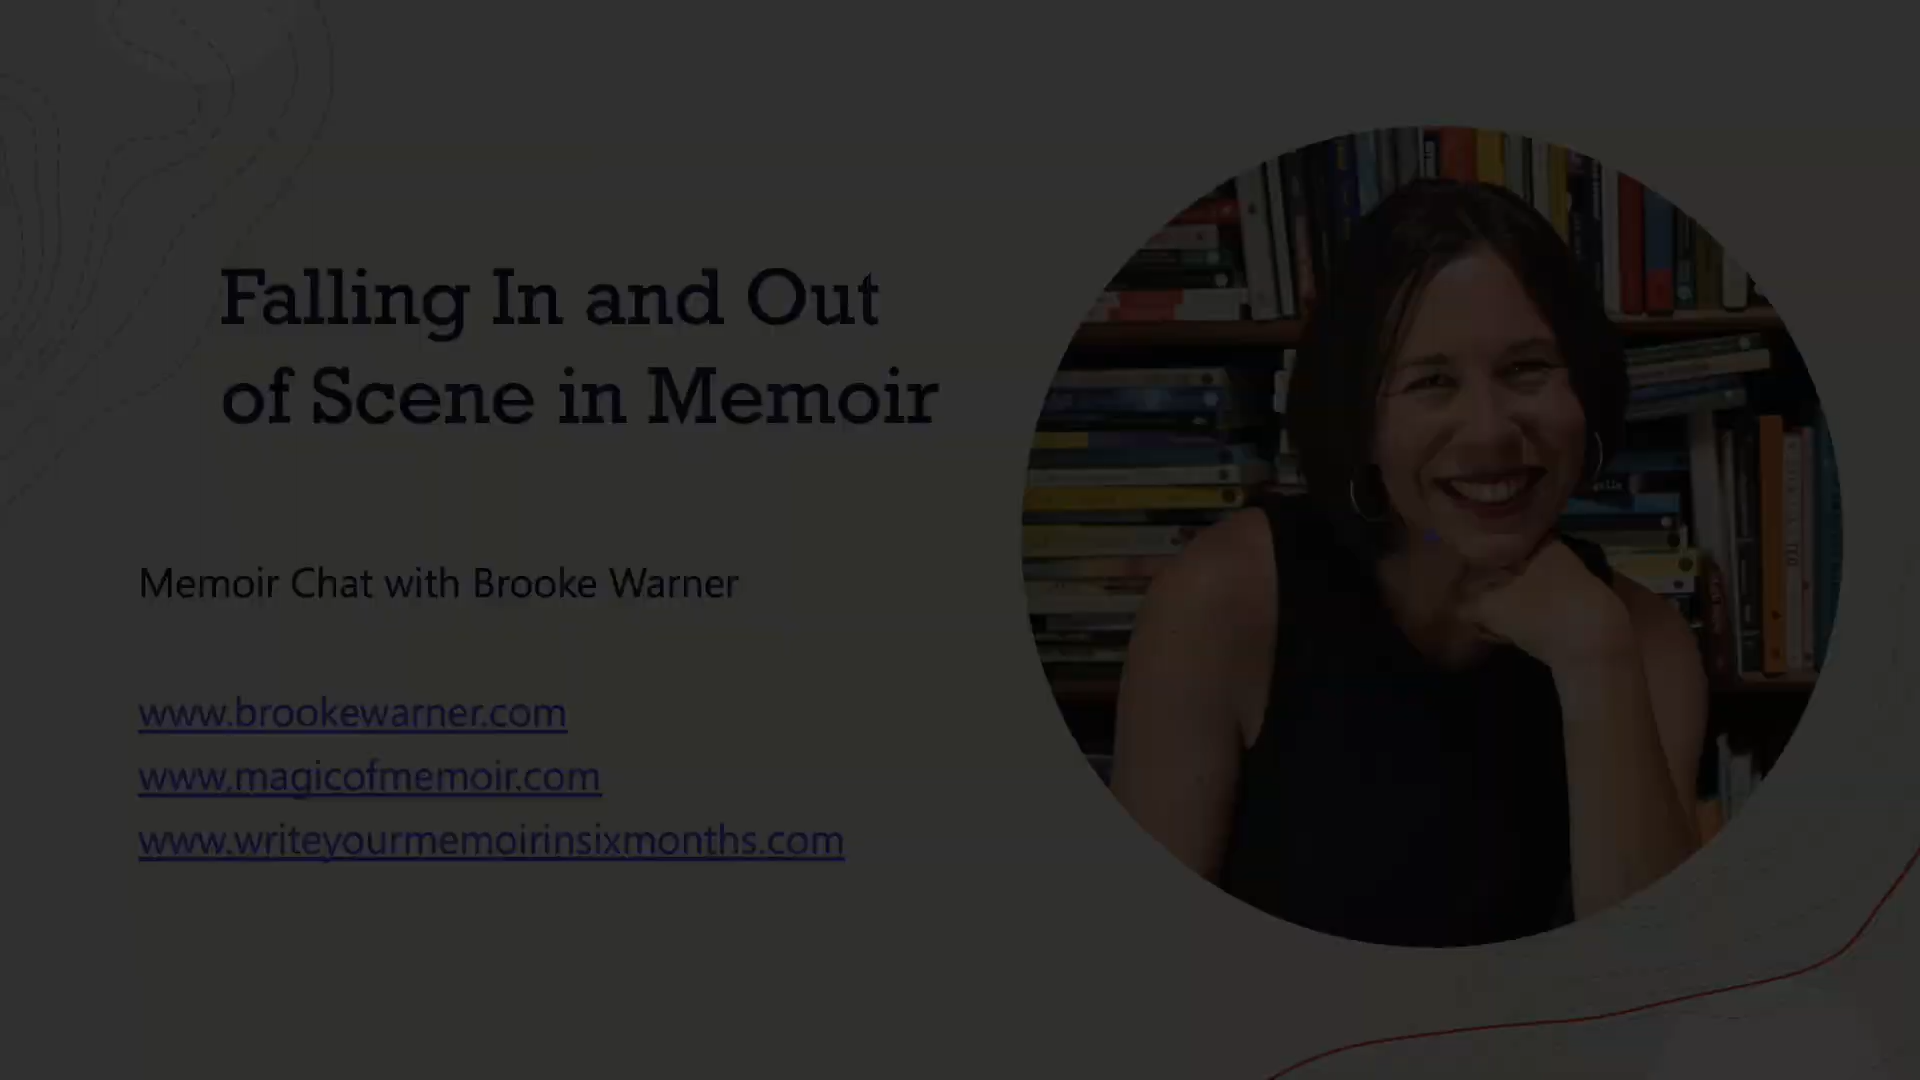 Falling In and Out
of Scene in Memoir
Memoir Chat with Brooke Warner
www.brookewarner.com
www.magicofmemoir.com
www.writeyourmemoirinsixmonths.com